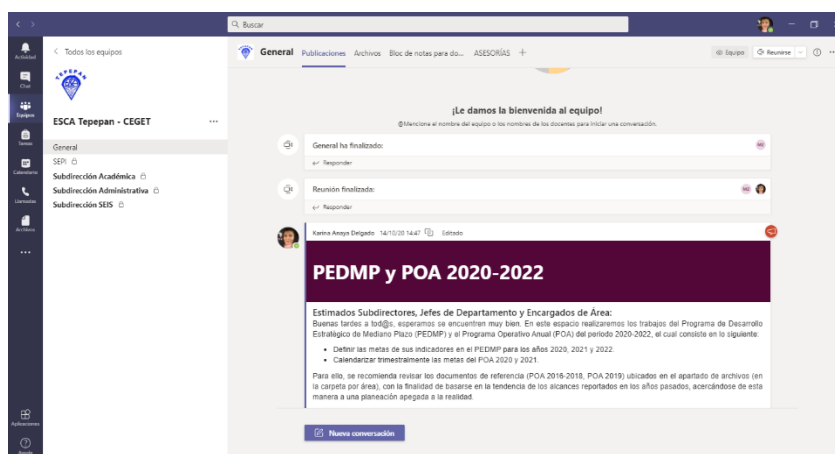 Buscar
Actividad
Chat
Equipos
Tareas
Calendario
Llamadas
Archivos
Aplicaciones
Ayuda
Todos los equipos
TEPEPAN
ESCA Tepepan - CEGET
General
SEPI
Subdirección Académica
Subdirección Administrativa
Subdirección SEIS
General Publicaciones Archivos Bloc de notas para do... ASESORÍAS +
Equipo Reunirse
¡Le damos la bienvenida al equipo!
@Mencione el nombre del equipo o los nombres de los docentes para iniciar una conversación.
General ha finalizado:
Responder
Reunión finalizada:
Responder
Karina Anaya Delgado 14/10/20 14:47 Editado
PEDMP y POA 2020-2022
Estimados Subdirectores, Jefes de Departamento y Encargados de Área:
Buenas tardes a tod@s, esperamos se encuentren muy bien. En este espacio realizaremos los trabajos del Programa de Desarrollo
Estratégico de Mediano Plazo (PEDMP) y el Programa Operativo Anual (POA) del periodo 2020-2022, el cual consiste en lo siguiente:
• Definir las metas de sus indicadores en el PEDMP para los años 2020, 2021 y 2022.
• Calendarizar trimestralmente las metas del POA 2020 y 2021.
Para ello, se recomienda revisar los documentos de referencia (POA 2016-2018, POA 2019) ubicados en el apartado de archivos (en
la carpeta por área), con la finalidad de basarse en la tendencia de los alcances reportados en los años pasados, acercándose de esta
manera a una planeación apegada a la realidad.
Nueva conversación